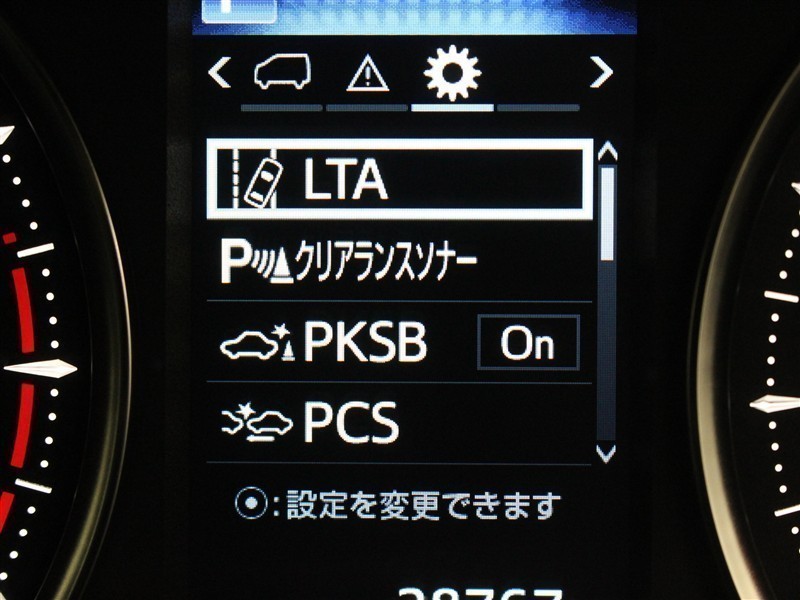 LTA
P クリアランスソナー
PKSB On
PCS
:設定を変更できます
28767